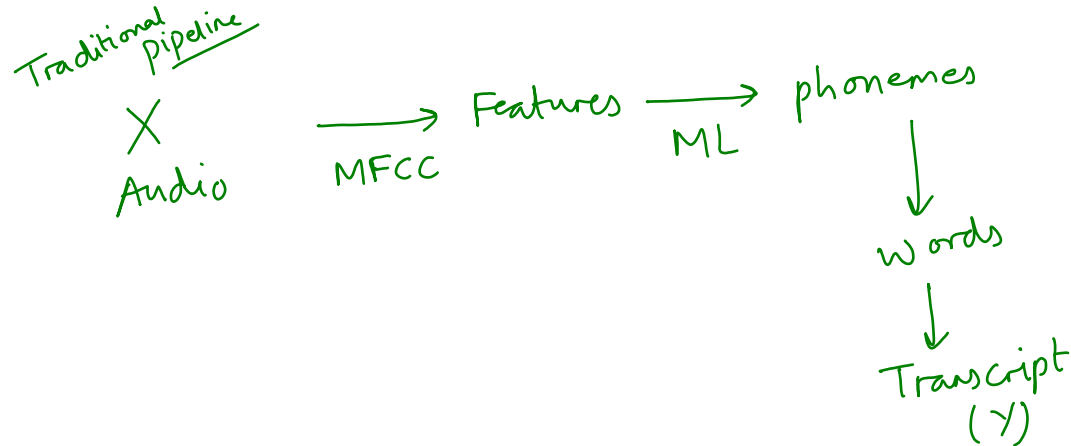 Traditional
Pipeline
X
Audio
MFCC
Features
ML
phonemes
words
Transcript
(Y)